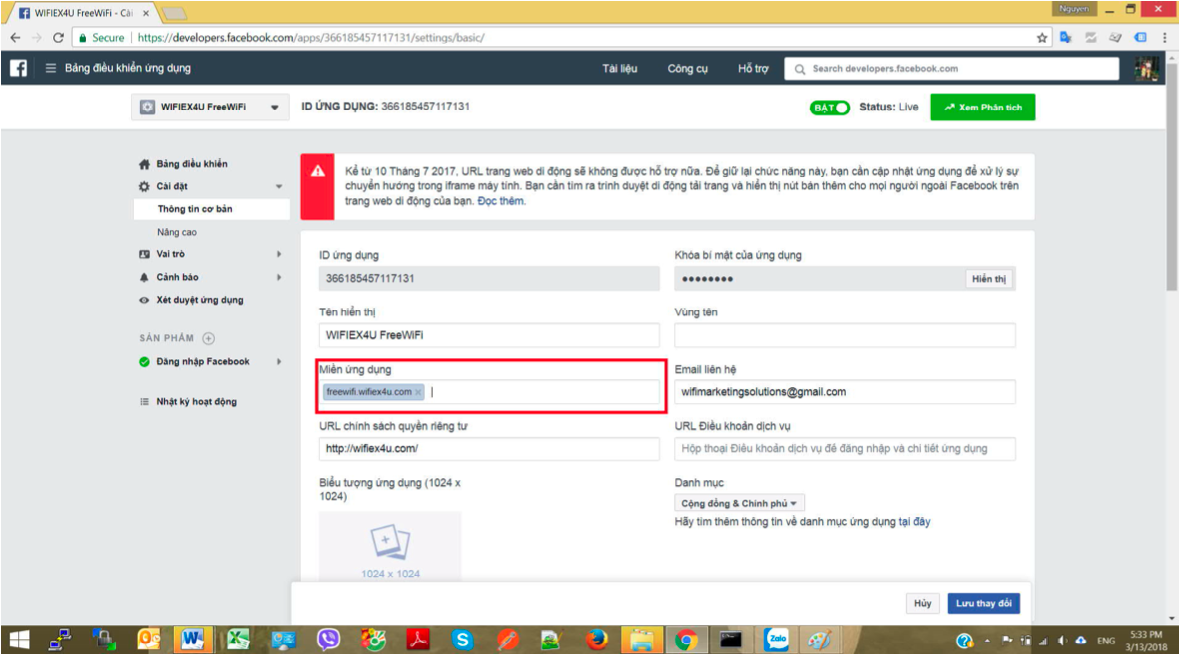 WIFIEX4U FreeWiFi - Cài
Nguyen
Secure | https://developers.facebook.com/apps/366185457117131/settings/basic/
Bảng điều khiển ứng dụng
Tài liệu
Công cụ
Hỗ trợ
Search developers.facebook.com
WIFIEX4U FreeWiFi
ID ỨNG DỤNG: 366185457117131
BẬT
Status: Live
Xem Phân tích
Bảng điều khiển
Cài đặt
Thông tin cơ bản
Nâng cao
Vai trò
Cảnh báo
Xét duyệt ứng dụng
SẢN PHẨM
Đăng nhập Facebook
Nhật ký hoạt động
Kể từ 10 Tháng 7 2017, URL trang web di động sẽ không được hỗ trợ nữa. Để giữ lại chức năng này, bạn cần cập nhật ứng dụng để xử lý sự
chuyển hướng trong iframe máy tính. Bạn cần tìm ra trình duyệt di động tải trang và hiển thị nút bán thêm cho mọi người ngoài Facebook trên
trang web di động của bạn. Đọc thêm.
ID ứng dụng
366185457117131
Khóa bí mật của ứng dụng
●●●●●●●●
Hiển thị
Tên hiển thị
WIFIEX4U FreeWiFi
Vùng tên
Miền ứng dụng
freewifi.wifiex4u.com ×
Email liên hệ
wifimarketingsolutions@gmail.com
URL chính sách quyền riêng tư
http://wifiex4u.com/
URL Điều khoản dịch vụ
Hộp thoại Điều khoản dịch vụ để đăng nhập và chi tiết ứng dụng
Biểu tượng ứng dụng (1024 x
1024)
1024 x 1024
Danh mục
Cộng đồng & Chính phủ
Hãy tìm thêm thông tin về danh mục ứng dụng tại đây
Hủy
Lưu thay đổi
Zalo
ENG
5:33 PM
3/13/2018